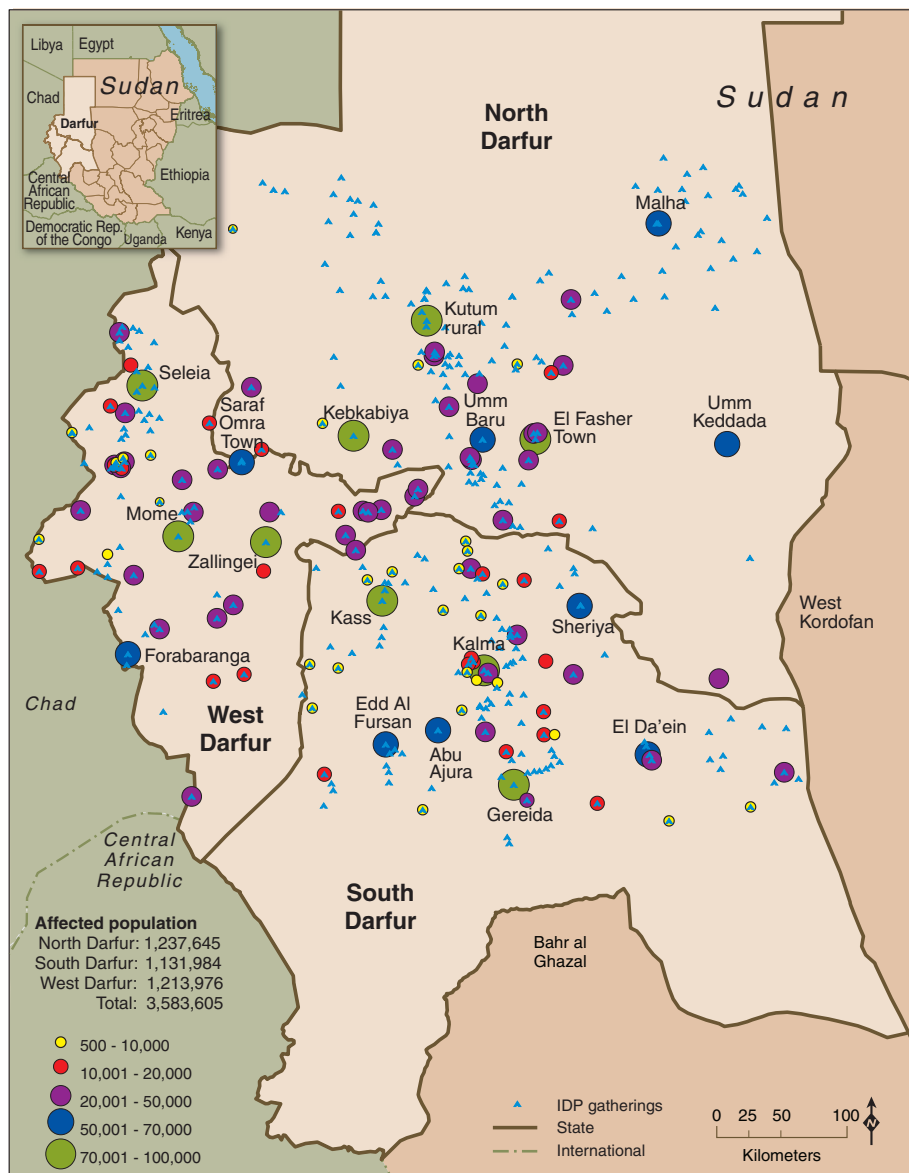 Libya
Egypt
Chad
Sudan
Darfur
Eritrea
Central
African
Republic
Ethiopia
Democratic Rep.
of the Congo
Uganda
Kenya
North
Darfur
Sudan
Malha
Kutum
rural
Seleia
Saraf
Omra
Town
Kebkabiya
Umm
Baru
El Fasher
Town
Umm
Keddada
Mome
Zallingei
Kass
Sheriya
West
Kordofan
Forabaranga
Kalma
Chad
West
Darfur
Edd Al
Fursan
Abu
Ajura
El Da'ein
Gereida
Central
African
Republic
South
Darfur
Bahr al
Ghazal
Affected population
North Darfur: 1,237,645
South Darfur: 1,131,984
West Darfur: 1,213,976
Total: 3,583,605
500 - 10,000
10,001 - 20,000
20,001 - 50,000
50,001 - 70,000
70,001 - 100,000
IDP gatherings
State
International
0 25 50 100
Kilometers
N